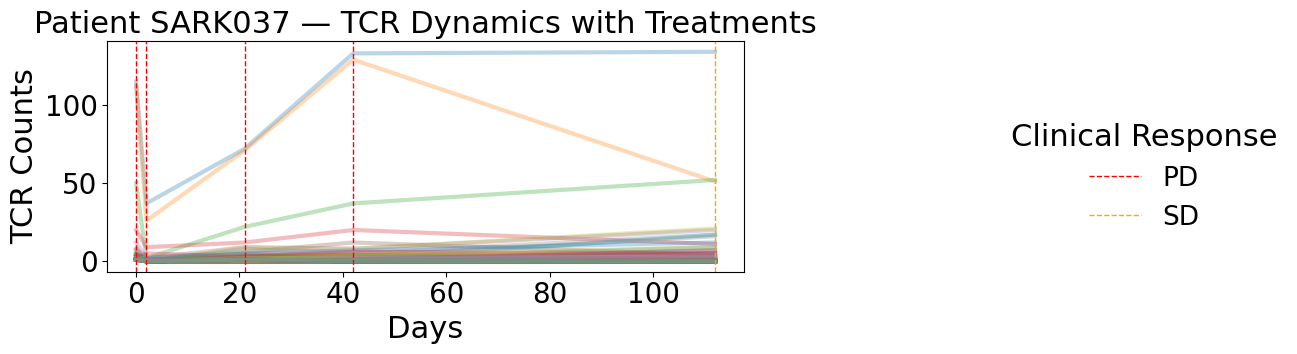 Patient SARK037 — TCR Dynamics with Treatments
TCR Counts
100
50
0
0 20 40 60 80 100
Days
Clinical Response
PD
SD